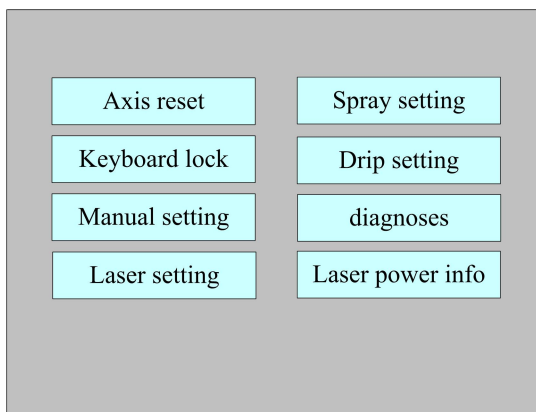 Axis reset
Keyboard lock
Manual setting
Laser setting
Spray setting
Drip setting
diagnoses
Laser power info